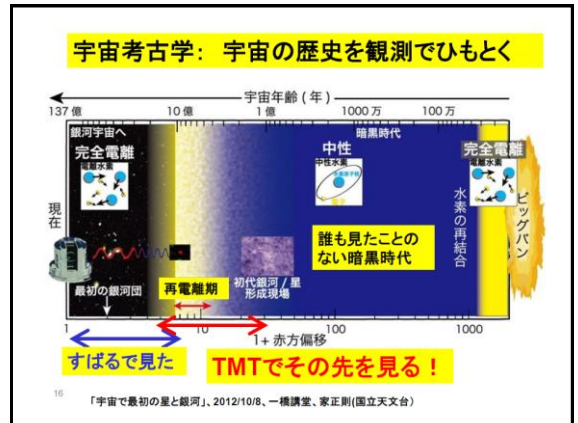 宇宙考古学： 宇宙の歴史を観測でひもとく
宇宙年齢 (年)
137億 10億 1億 1000万 100万
銀河宇宙へ
暗黒時代
完全電離
電離水素
中性
中性水素
完全電離
電離水素
現在
水素の再結合
ビッグバン
誰も見たことの
ない暗黒時代
再電離期
初代銀河 / 星
形成現場
最初の銀河団
1 10 100 1000
1+ 赤方偏移
すばるで見た
TMTでその先を見る！
16
「宇宙で最初の星と銀河」、2012/10/8、一橋講堂、家正則(国立天文台)